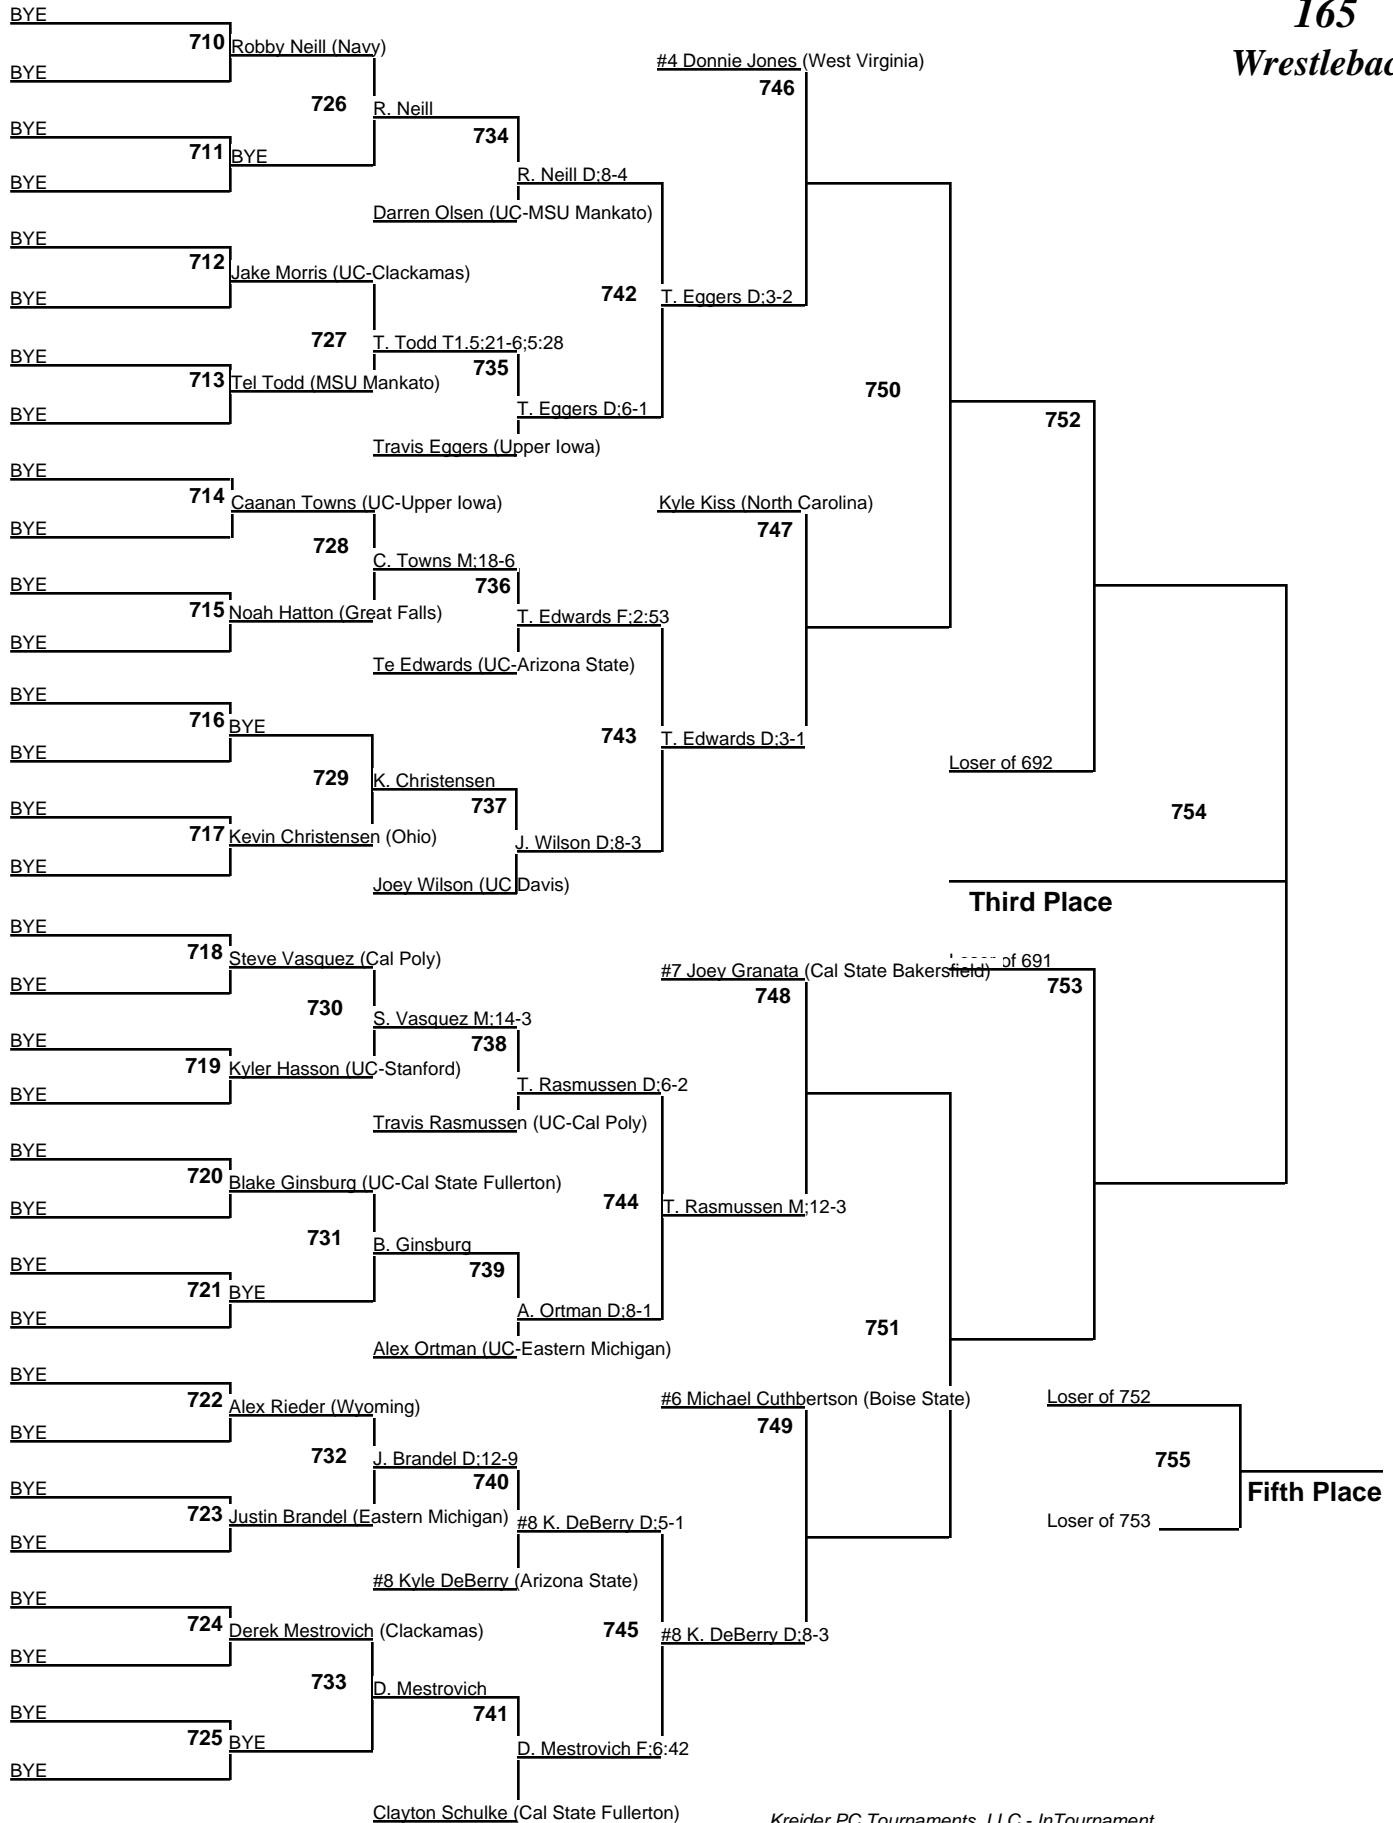 BYE
165
710 Robby Neill (Navy)
#4 Donnie Jones (West Virginia)
BYE
746
726 R. Neill
BYE
734
711 BYE
BYE
R. Neill D;8-4
Darren Olsen (UC-MSU Mankato)
BYE
712 Jake Morris (UC-Clackamas)
BYE
742 T. Eggers D;3-2
727 T. Todd T1.5;21-6;5:28
BYE
735
713 Tel Todd (MSU Mankato)
750
BYE
T. Eggers D;6-1
752
Travis Eggers (Upper Iowa)
BYE
714 Caanan Towns (UC-Upper Iowa)
Kyle Kiss (North Carolina)
BYE
747
728 C. Towns M;18-6
BYE
736
715 Noah Hatton (Great Falls)
T. Edwards F;2:53
BYE
Te Edwards (UC-Arizona State)
BYE
716 BYE
743 T. Edwards D;3-1
BYE
Loser of 692
729 K. Christensen
BYE
737
754
717 Kevin Christensen (Ohio)
J. Wilson D;8-3
BYE
Joey Wilson (UC Davis)
Third Place
BYE
718 Steve Vasquez (Cal Poly)
of 691
#7 Joey Granata (Cal State Bakersfield)
BYE
748
753
730 S. Vasquez M;14-3
BYE
738
719 Kyler Hasson (UC-Stanford)
T. Rasmussen D;6-2
BYE
Travis Rasmussen (UC-Cal Poly)
BYE
720 Blake Ginsburg (UC-Cal State Fullerton)
BYE
744 T. Rasmussen M;12-3
731 B. Ginsburg
BYE
739
721 BYE
A. Ortman D;8-1
BYE
751
Alex Ortman (UC-Eastern Michigan)
BYE
722 Alex Rieder (Wyoming)
#6 Michael Cuthbertson (Boise State)
Loser of 752
BYE
749
732 J. Brandel D;12-9
755
BYE
740
Fifth Place
723 Justin Brandel (Eastern Michigan)
#8 K. DeBerry D;5-1
Loser of 753
BYE
#8 Kyle DeBerry (Arizona State)
BYE
724 Derek Mestrovich (Clackamas)
745 #8 K. DeBerry D;8-3
BYE
733 D. Mestrovich
BYE
741
725 BYE
D. Mestrovich F;6:42
BYE
Clayton Schulke (Cal State Fullerton)
Kreider PC Tournaments, LLC - InTournament